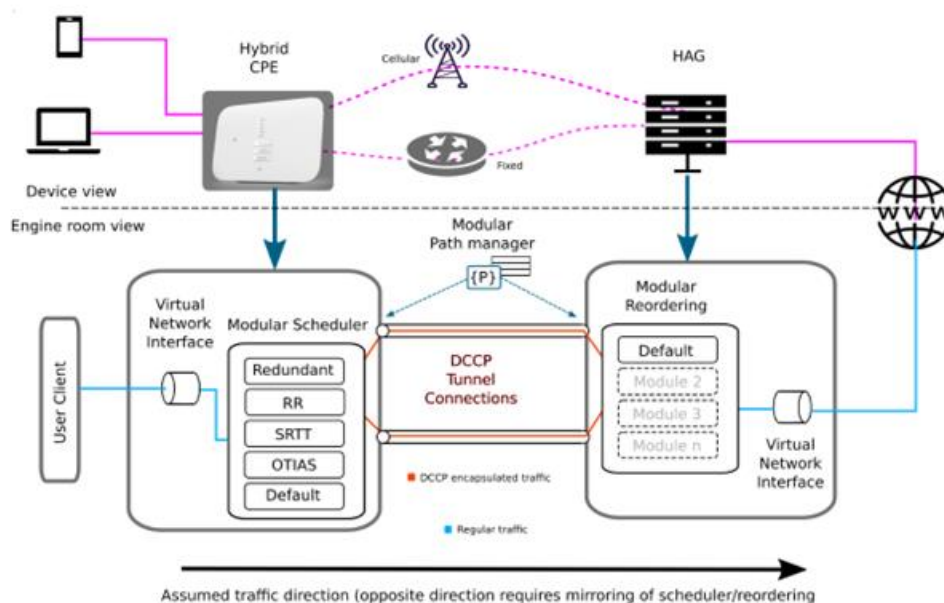 Hybrid
CPE
Cellular
HAG
Fixed
Device view
Engine room view
WWW
Modular
Path manager
{P}
Virtual
Network
Interface
Modular Scheduler
Redundant
RR
SRTT
OTIAS
Default
User Client
DCCP
Tunnel
Connections
Modular
Reordering
Default
Module 2
Module 3
Module n
Virtual
Network
Interface
DCCP encapsulated traffic
Regular traffic
Assumed traffic direction (opposite direction requires mirroring of scheduler/reordering